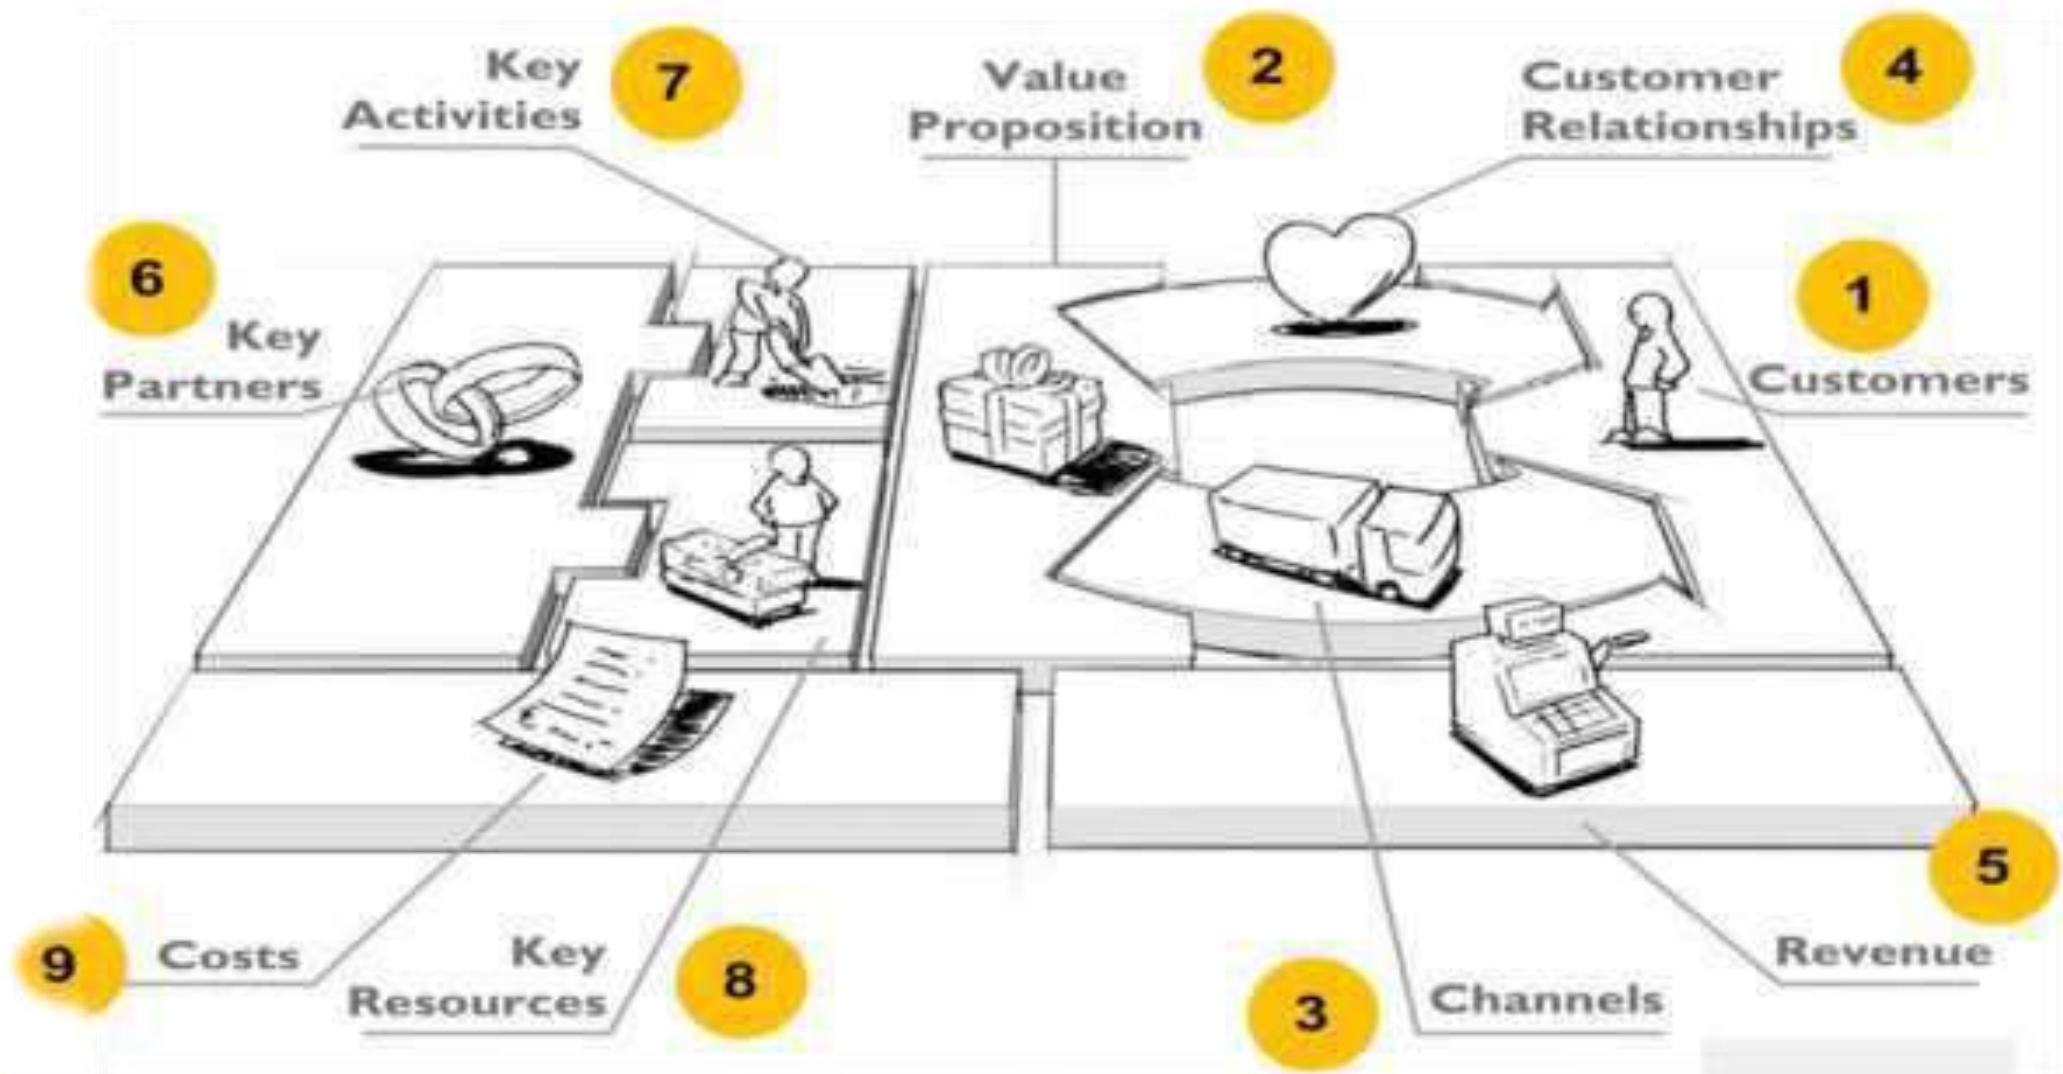 Key
Activities
7
Value
Proposition
2
Customer
Relationships
4
6
Key
Partners
1
Customers
9
Costs
Key
Resources
8
3
Channels
5
Revenue